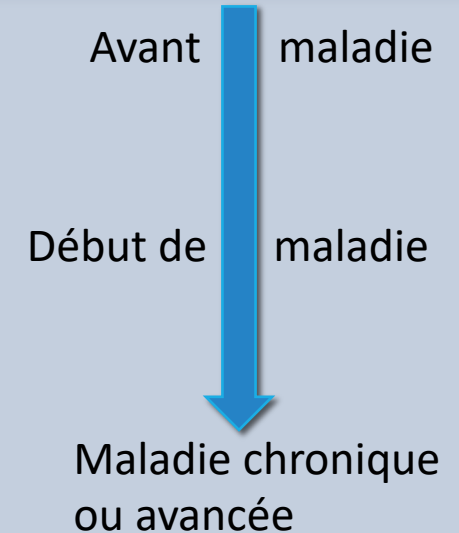 Avant maladie
Début de maladie
Maladie chronique
ou avancée